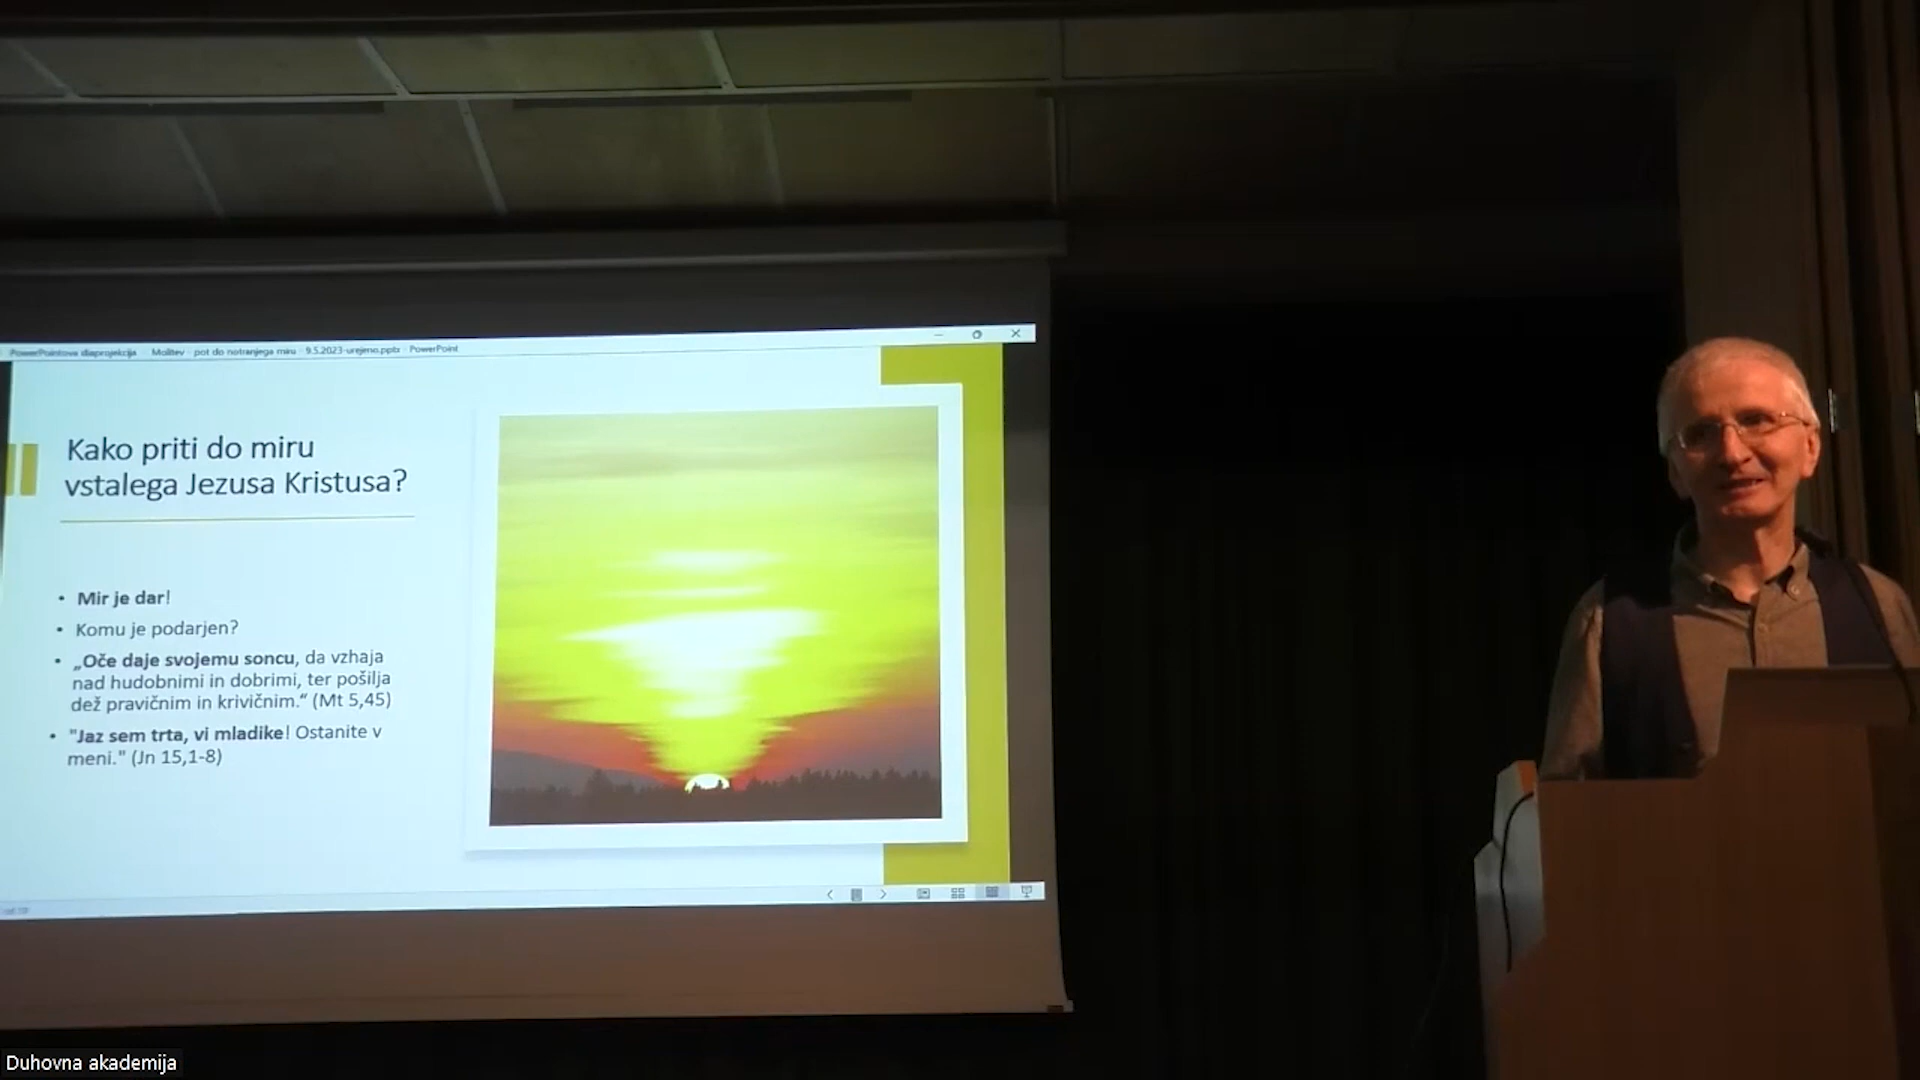 PowerPointova diaprojekcija Molitev - pot do notranjega miru - 9.5.2023-urejeno.pptx - PowerPoint
Kako priti do miru
vstalega Jezusa Kristusa?
• Mir je dar!
• Komu je podarjen?
• „Oče daje svojemu soncu, da vzhaja
nad hudobnimi in dobrimi, ter pošilja
dež pravičnim in krivičnim.“ (Mt 5,45)
• "Jaz sem trta, vi mladike! Ostanite v
meni." (Jn 15,1-8)
Duhovna akademija